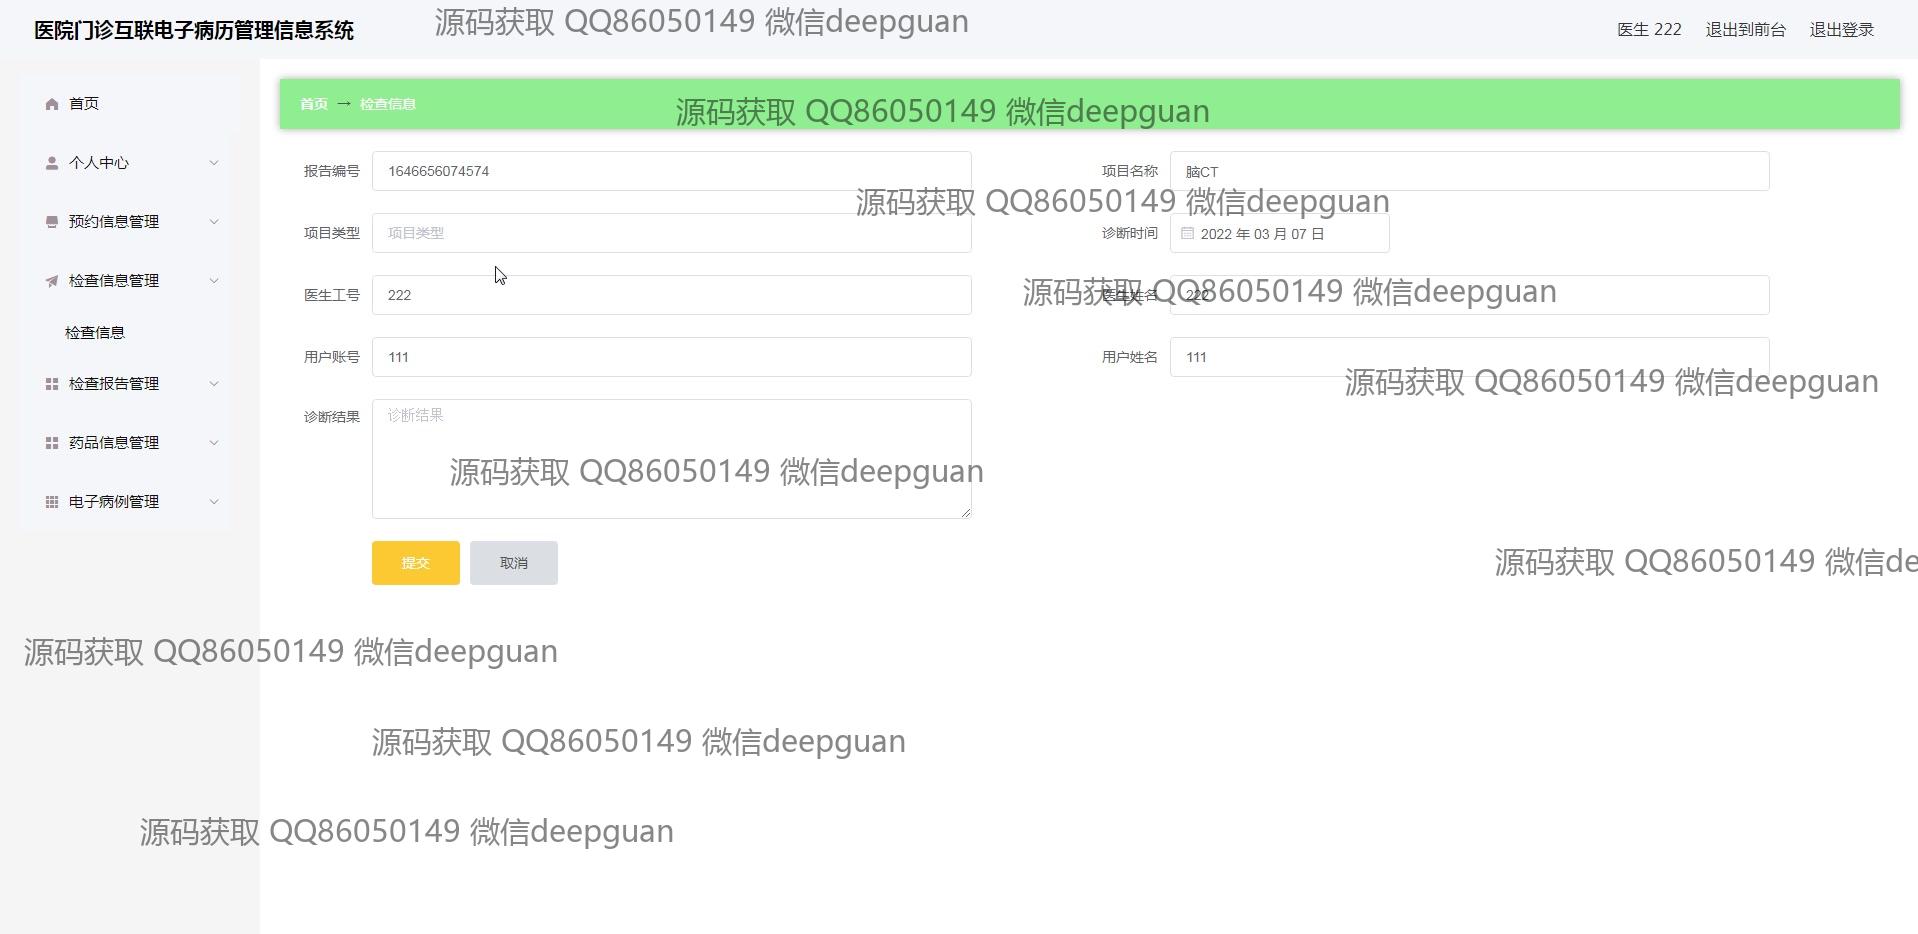 医院门诊互联电子病历管理信息系统
源码获取 QQ86050149 微信deepguan
医生 222 退出到前台 退出登录
首页
个人中心
预约信息管理
检查信息管理
检查信息
检查报告管理
药品信息管理
电子病例管理
首页 → 检查信息
源码获取 QQ86050149 微信deepguan
报告编号 1646656074574
项目名称 脑CT
源码获取 QQ86050149 微信deepguan
项目类型 项目类型
诊断时间 2022 年 03 月 07 日
医生工号 222
医生姓名 222
源码获取 QQ86050149 微信deepguan
用户账号 111
用户姓名 111
源码获取 QQ86050149 微信deepguan
诊断结果 诊断结果
源码获取 QQ86050149 微信deepguan
提交 取消
源码获取 QQ86050149 微信de
源码获取 QQ86050149 微信deepguan
源码获取 QQ86050149 微信deepguan
源码获取 QQ86050149 微信deepguan